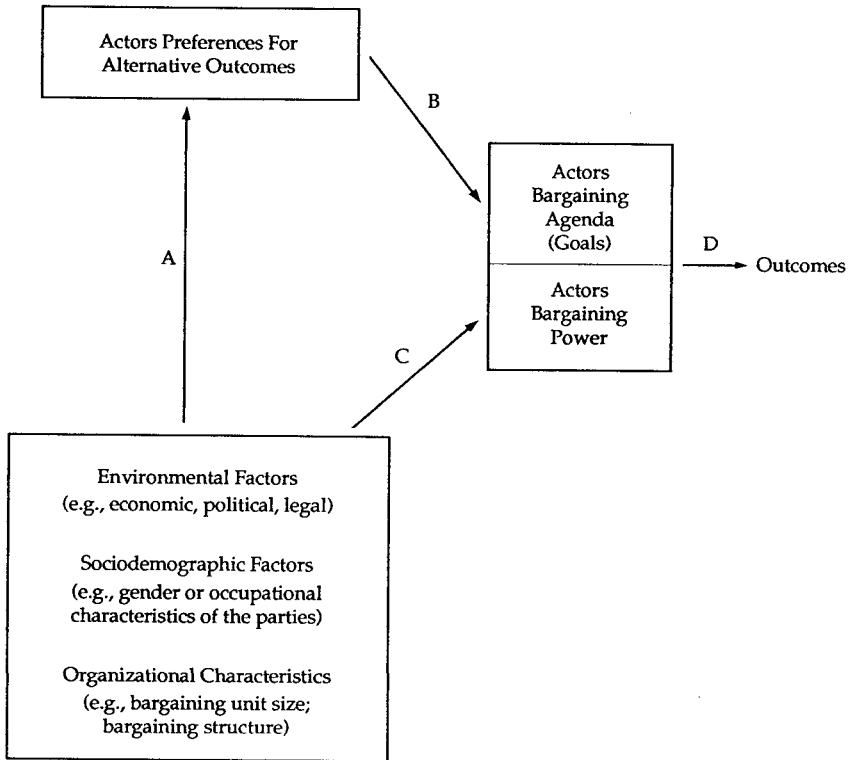 Actors Preferences For
Alternative Outcomes
B
Actors
Bargaining
Agenda
(Goals)
D
Outcomes
A
Actors
Bargaining
Power
C
Environmental Factors
(e.g., economic, political, legal)
Sociodemographic Factors
(e.g., gender or occupational
characteristics of the parties)
Organizational Characteristics
(e.g., bargaining unit size;
bargaining structure)